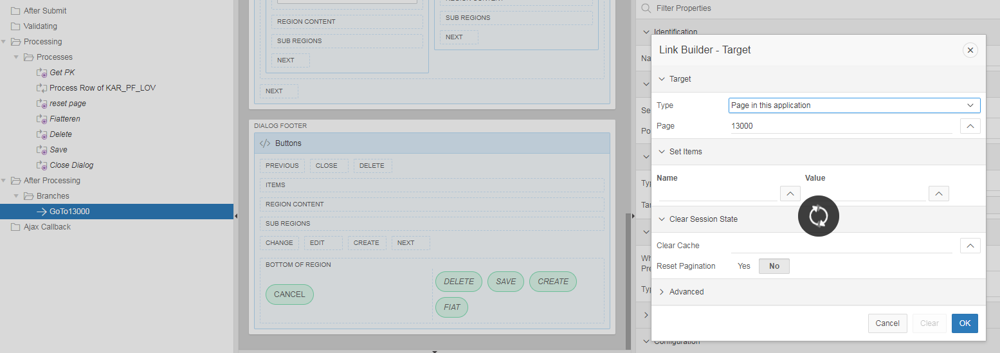 After Submit
Validating
Processing
Processes
Get PK
Process Row of KAR_PF_LOV
reset page
Fiatteren
Delete
Save
Close Dialog
After Processing
Branches
GoTo13000
Ajax Callback
REGION CONTENT
SUB REGIONS
NEXT
SUB REGIONS
NEXT
NEXT
DIALOG FOOTER
Buttons
PREVIOUS CLOSE DELETE
ITEMS
REGION CONTENT
SUB REGIONS
CHANGE EDIT CREATE NEXT
BOTTOM OF REGION
CANCEL
DELETE SAVE CREATE
FIAT
Filter Properties
Identification
Na
Se
Po
Typ
Tar
Wh
Pre
Typ
Configuration
Link Builder - Target
Target
Type Page in this application
Page 13000
Set Items
Name Value
Clear Session State
Clear Cache
Reset Pagination Yes No
Advanced
Cancel Clear OK